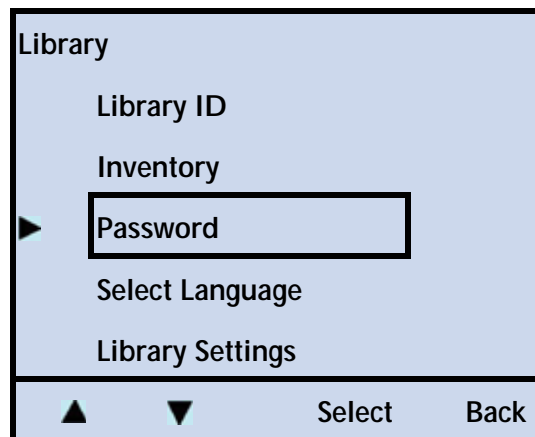 Library
Library ID
Inventory
Password
Select Language
Library Settings
Select Back